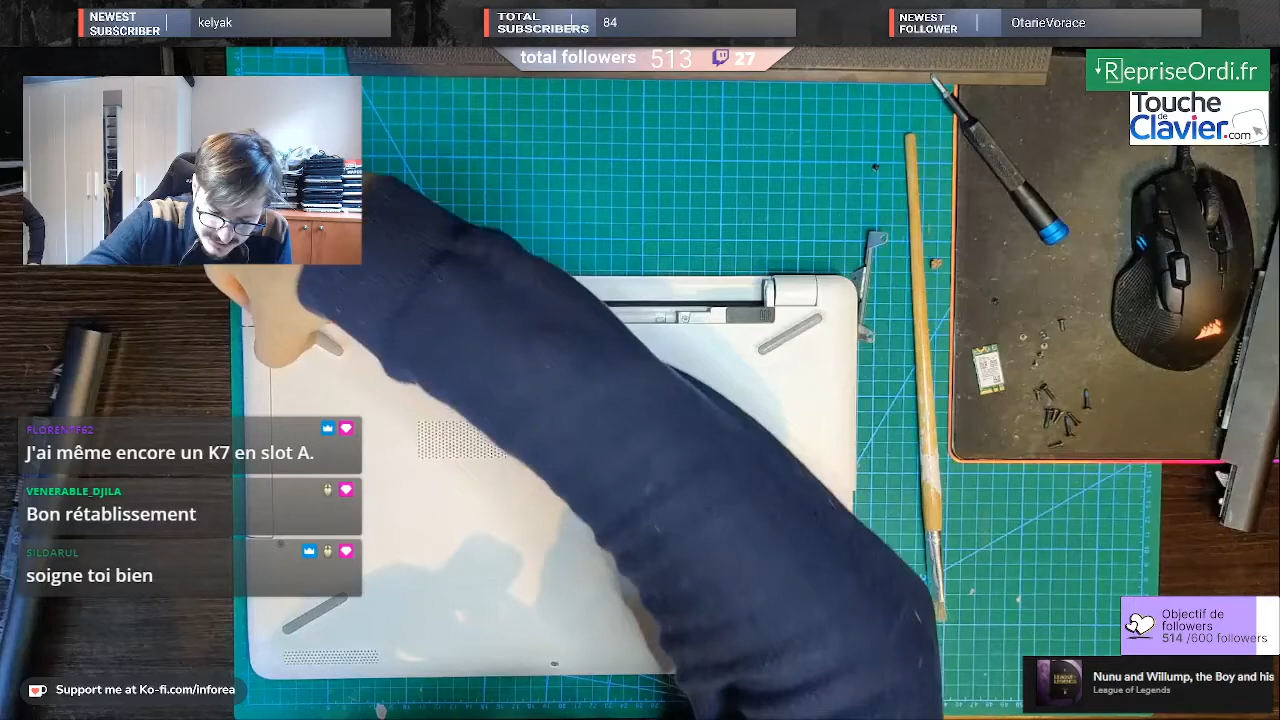 NEWEST
SUBSCRIBER
kelyak
TOTAL
SUBSCRIBERS
84
NEWEST
FOLLOWER
OtarieVorace
total followers 513 27
RepriseOrdi.fr
Touche
de
Clavier.com
FLORENTF62
J'ai même encore un K7 en slot A.
VENERABLE_DJILA
Bon rétablissement
SILDARUL
soigne toi bien
Objectif de
followers
514 /600 followers
Support me at Ko-fi.com/inforea
Nunu and Willump, the Boy and his
League of Legends